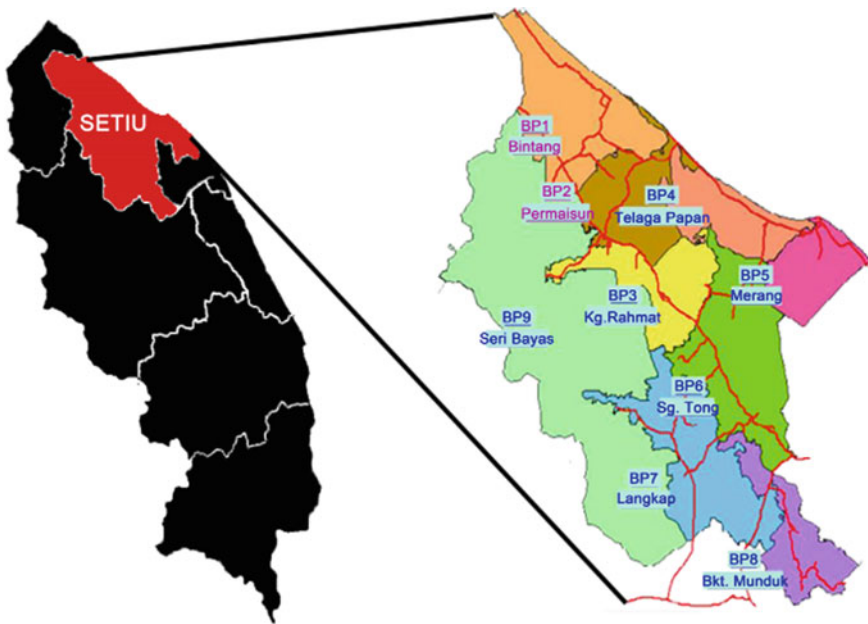 SETIU
BP1
Bintang
BP2
Permaisun
BP4
Telaga Papan
BP5
Merang
BP3
Kg.Rahmat
BP9
Seri Bayas
BP6
Sg. Tong
BP7
Langkap
BP8
Bkt. Munduk